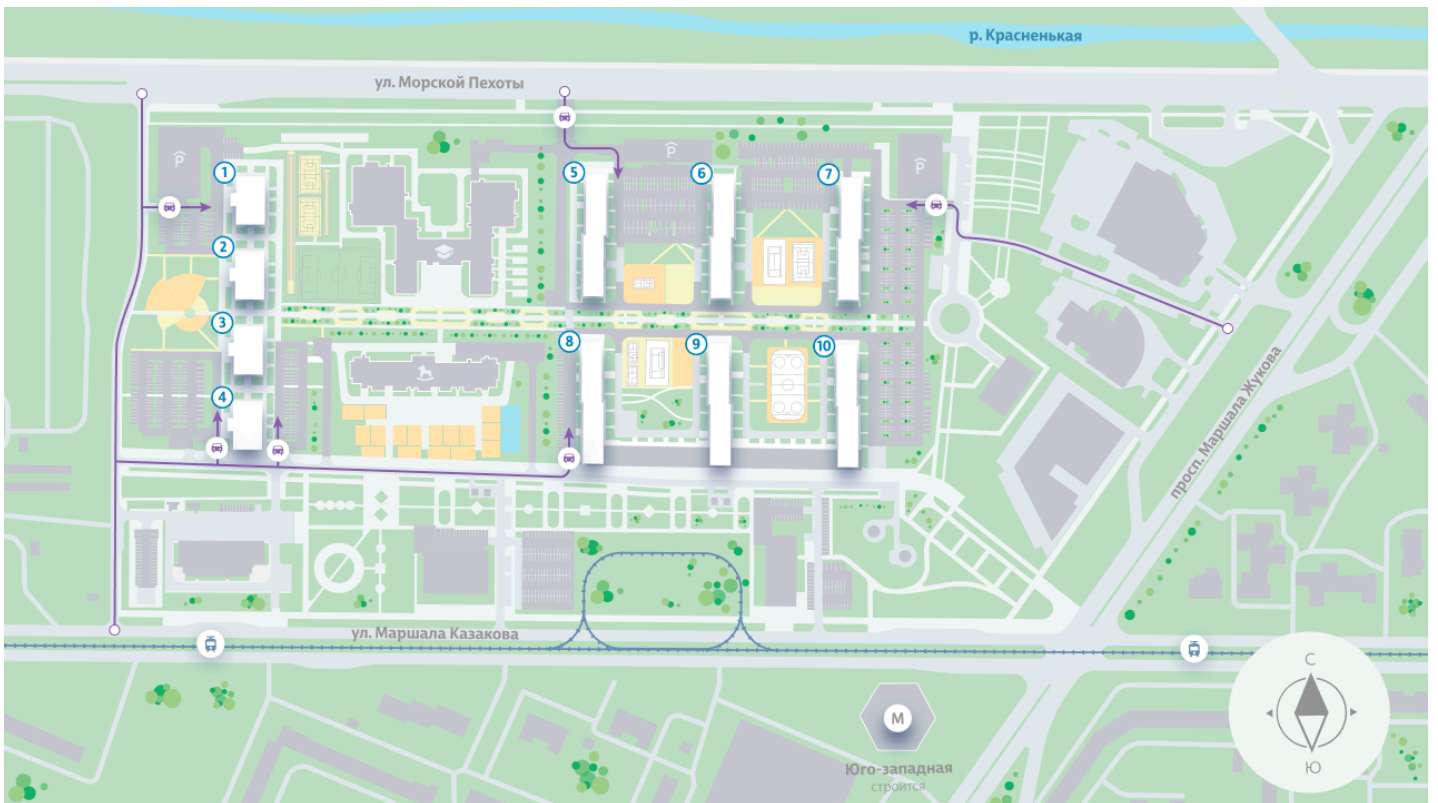 р. Красненькая
ул. Морской Пехоты
P
P
P
1
5
6
7
2
3
8
9
10
4
просп. Маршала Жукова
ул. Маршала Казакова
С
М
Юго-западная
строится
Ю